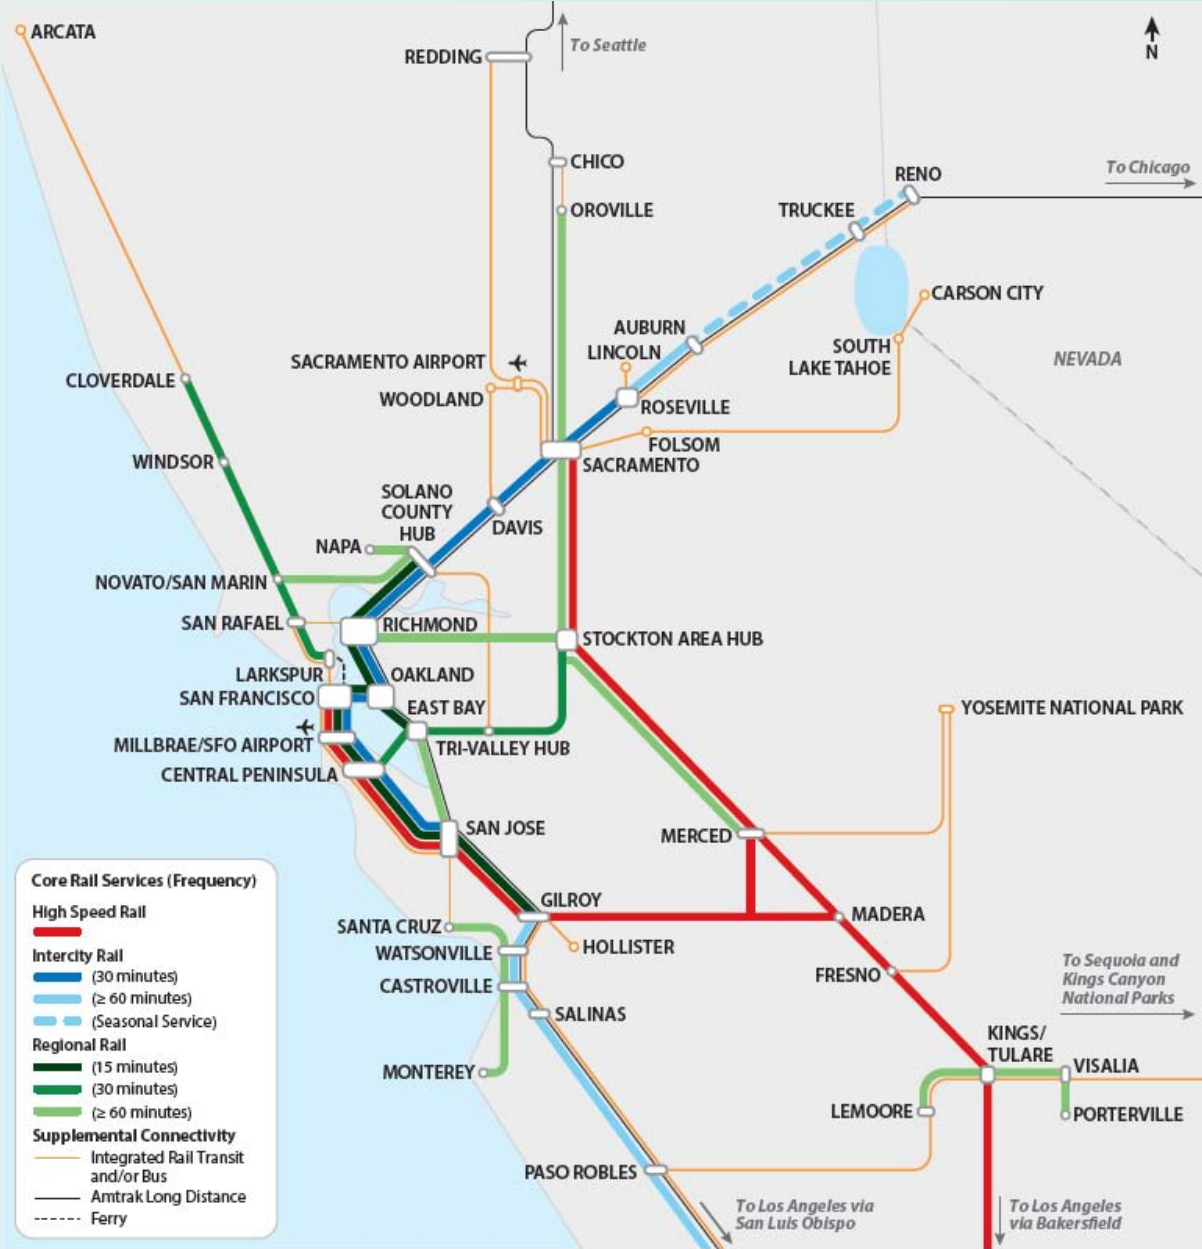 ARCATA
REDDING
To Seattle
N
CHICO
OROVILLE
RENO
To Chicago
TRUCKEE
CARSON CITY
AUBURN
LINCOLN
SOUTH
LAKE TAHOE
NEVADA
SACRAMENTO AIRPORT
CLOVERDALE
WOODLAND
ROSEVILLE
FOLSOM
SACRAMENTO
WINDSOR
SOLANO
COUNTY
HUB
DAVIS
NAPA
NOVATO/SAN MARIN
SAN RAFAEL
RICHMOND
STOCKTON AREA HUB
LARKSPUR
OAKLAND
SAN FRANCISCO
EAST BAY
YOSEMITE NATIONAL PARK
MILLBRAE/SFO AIRPORT
TRI-VALLEY HUB
CENTRAL PENINSULA
SAN JOSE
MERCED
GILROY
MADERA
SANTA CRUZ
HOLLISTER
WATSONVILLE
FRESNO
To Sequoia and
Kings Canyon
National Parks
CASTROVILLE
SALINAS
KINGS/
TULARE
VISALIA
MONTEREY
LEMOORE
PORTERVILLE
PASO ROBLES
To Los Angeles via
San Luis Obispo
To Los Angeles
via Bakersfield
Core Rail Services (Frequency)
High Speed Rail
Intercity Rail
(30 minutes)
(≥ 60 minutes)
(Seasonal Service)
Regional Rail
(15 minutes)
(30 minutes)
(≥ 60 minutes)
Supplemental Connectivity
Integrated Rail Transit
and/or Bus
Amtrak Long Distance
Ferry